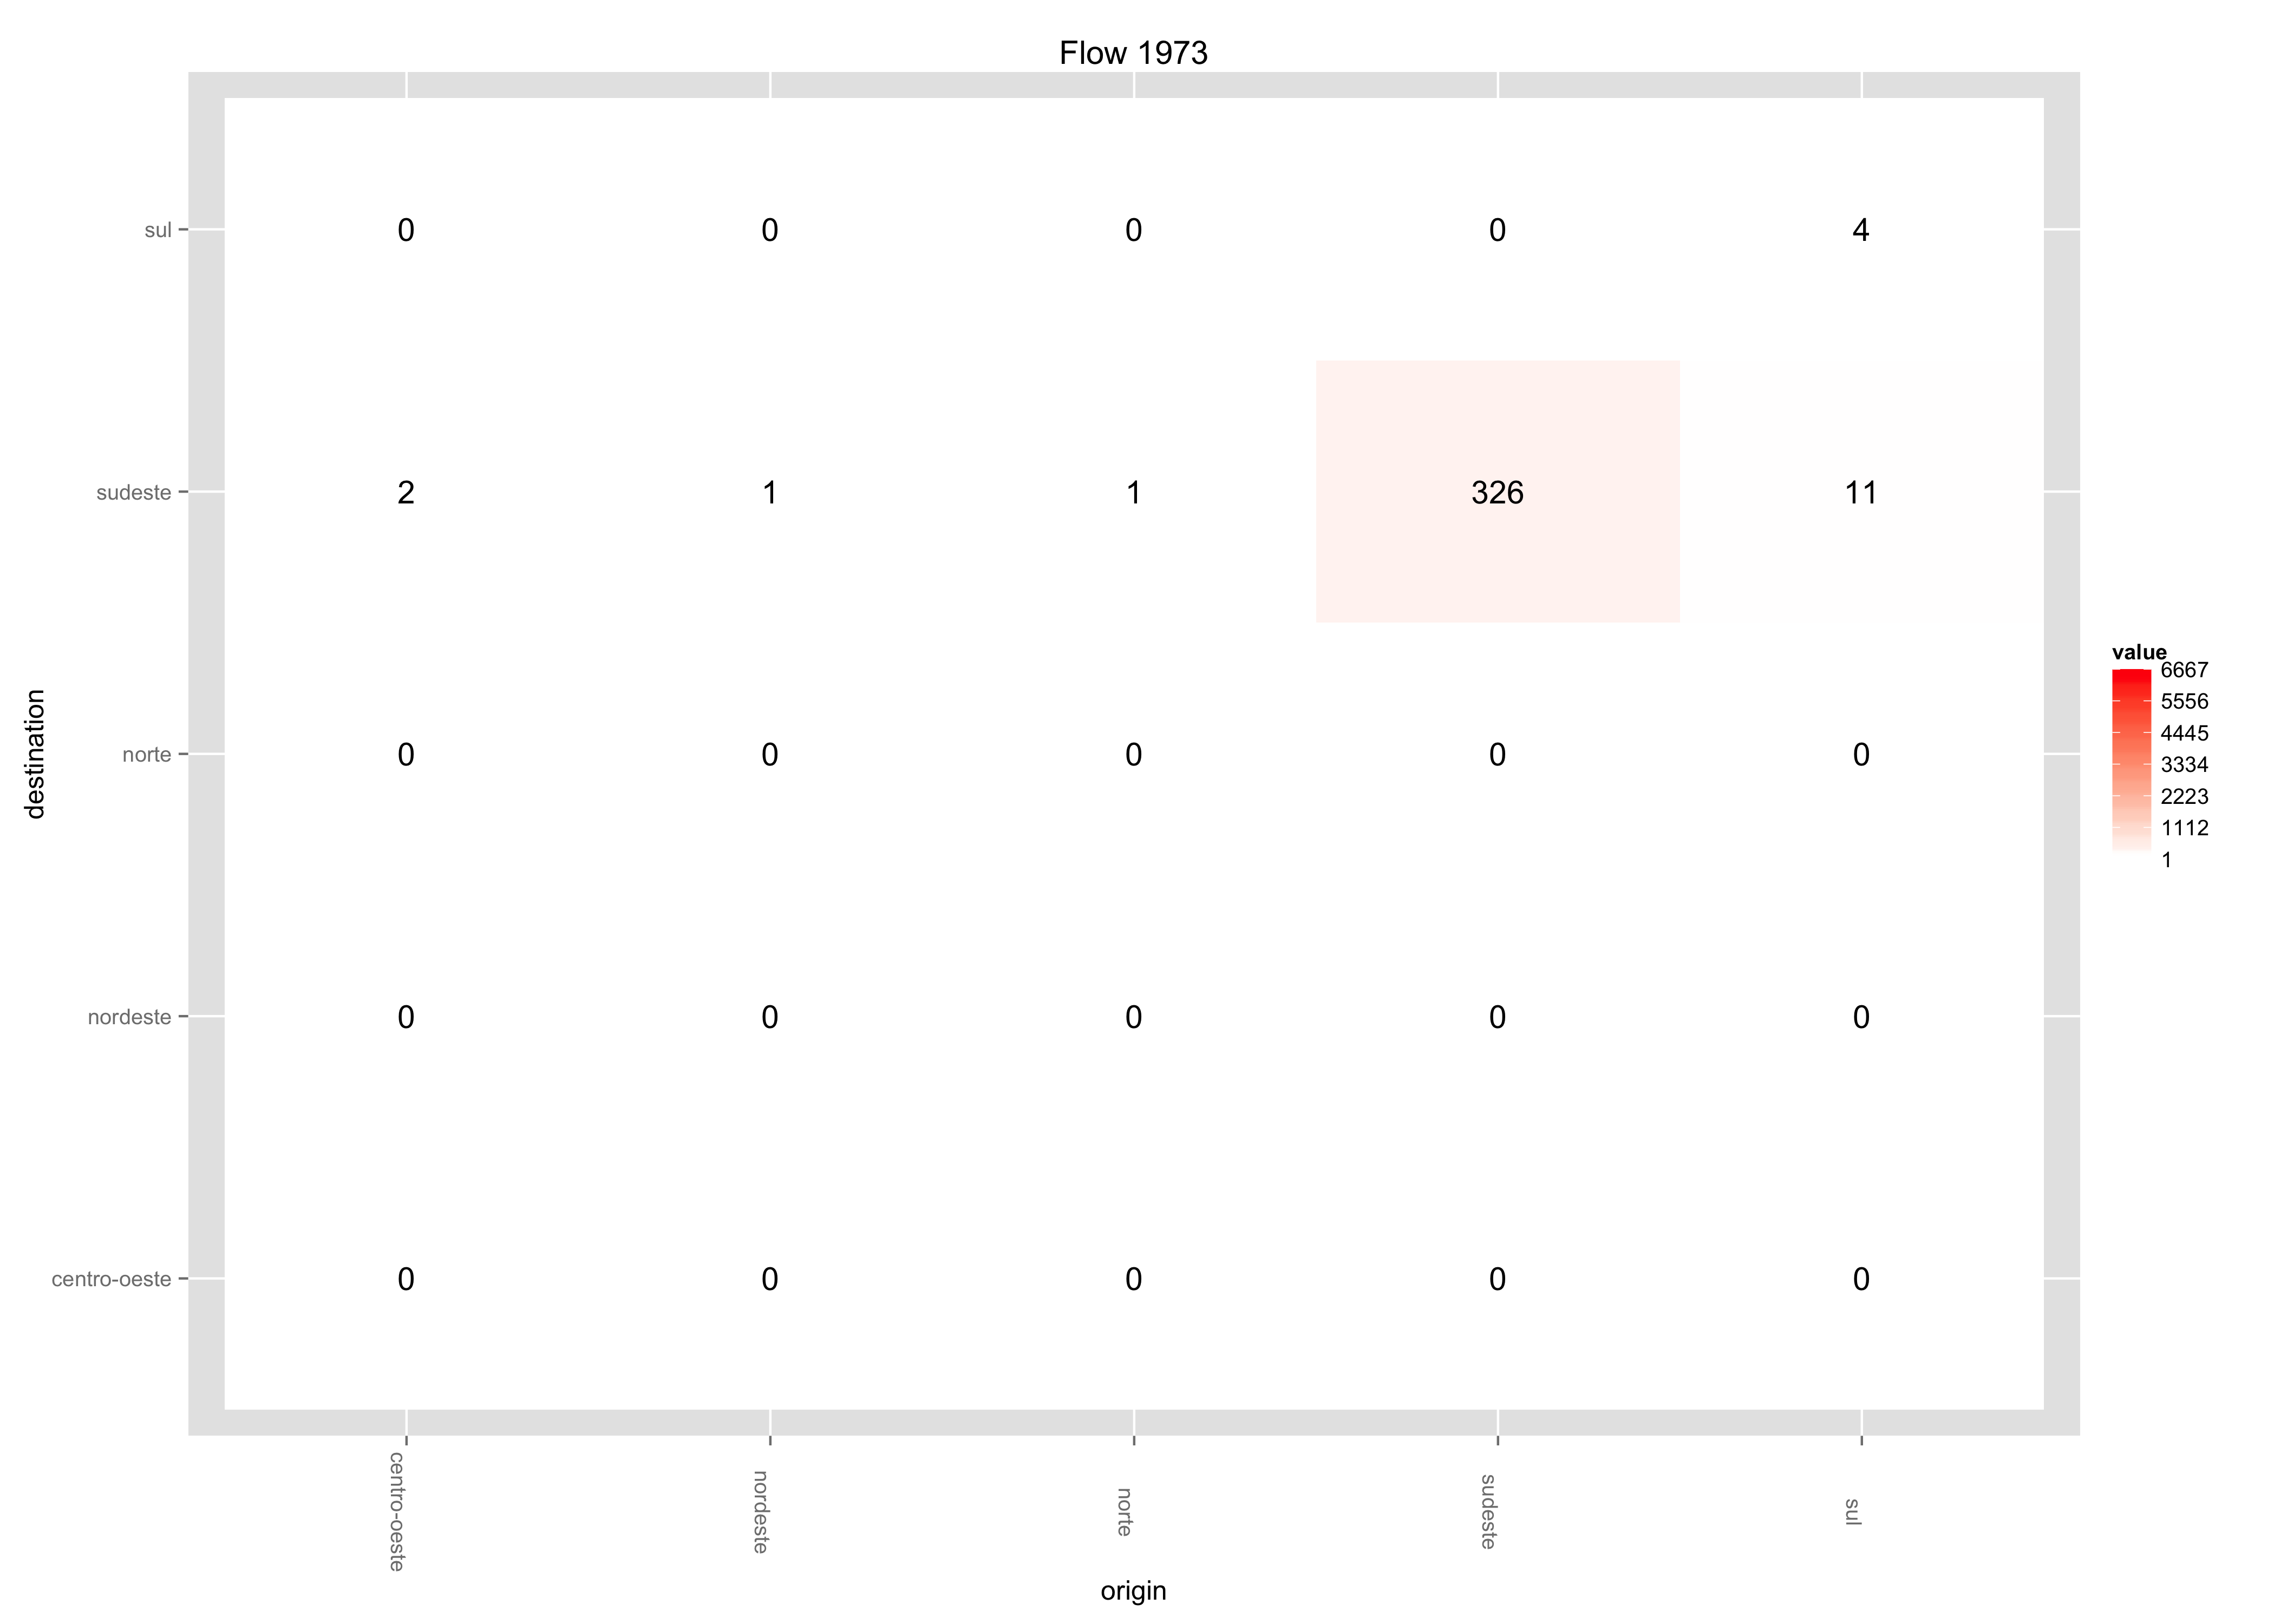 Flow 1973
sul 0 0 0 0 4
sudeste 2 1 1 326 11
norte 0 0 0 0 0
nordeste 0 0 0 0 0
centro-oeste 0 0 0 0 0
centro-oeste nordeste norte sudeste sul
origin
destination
value
6667
5556
4445
3334
2223
1112
1